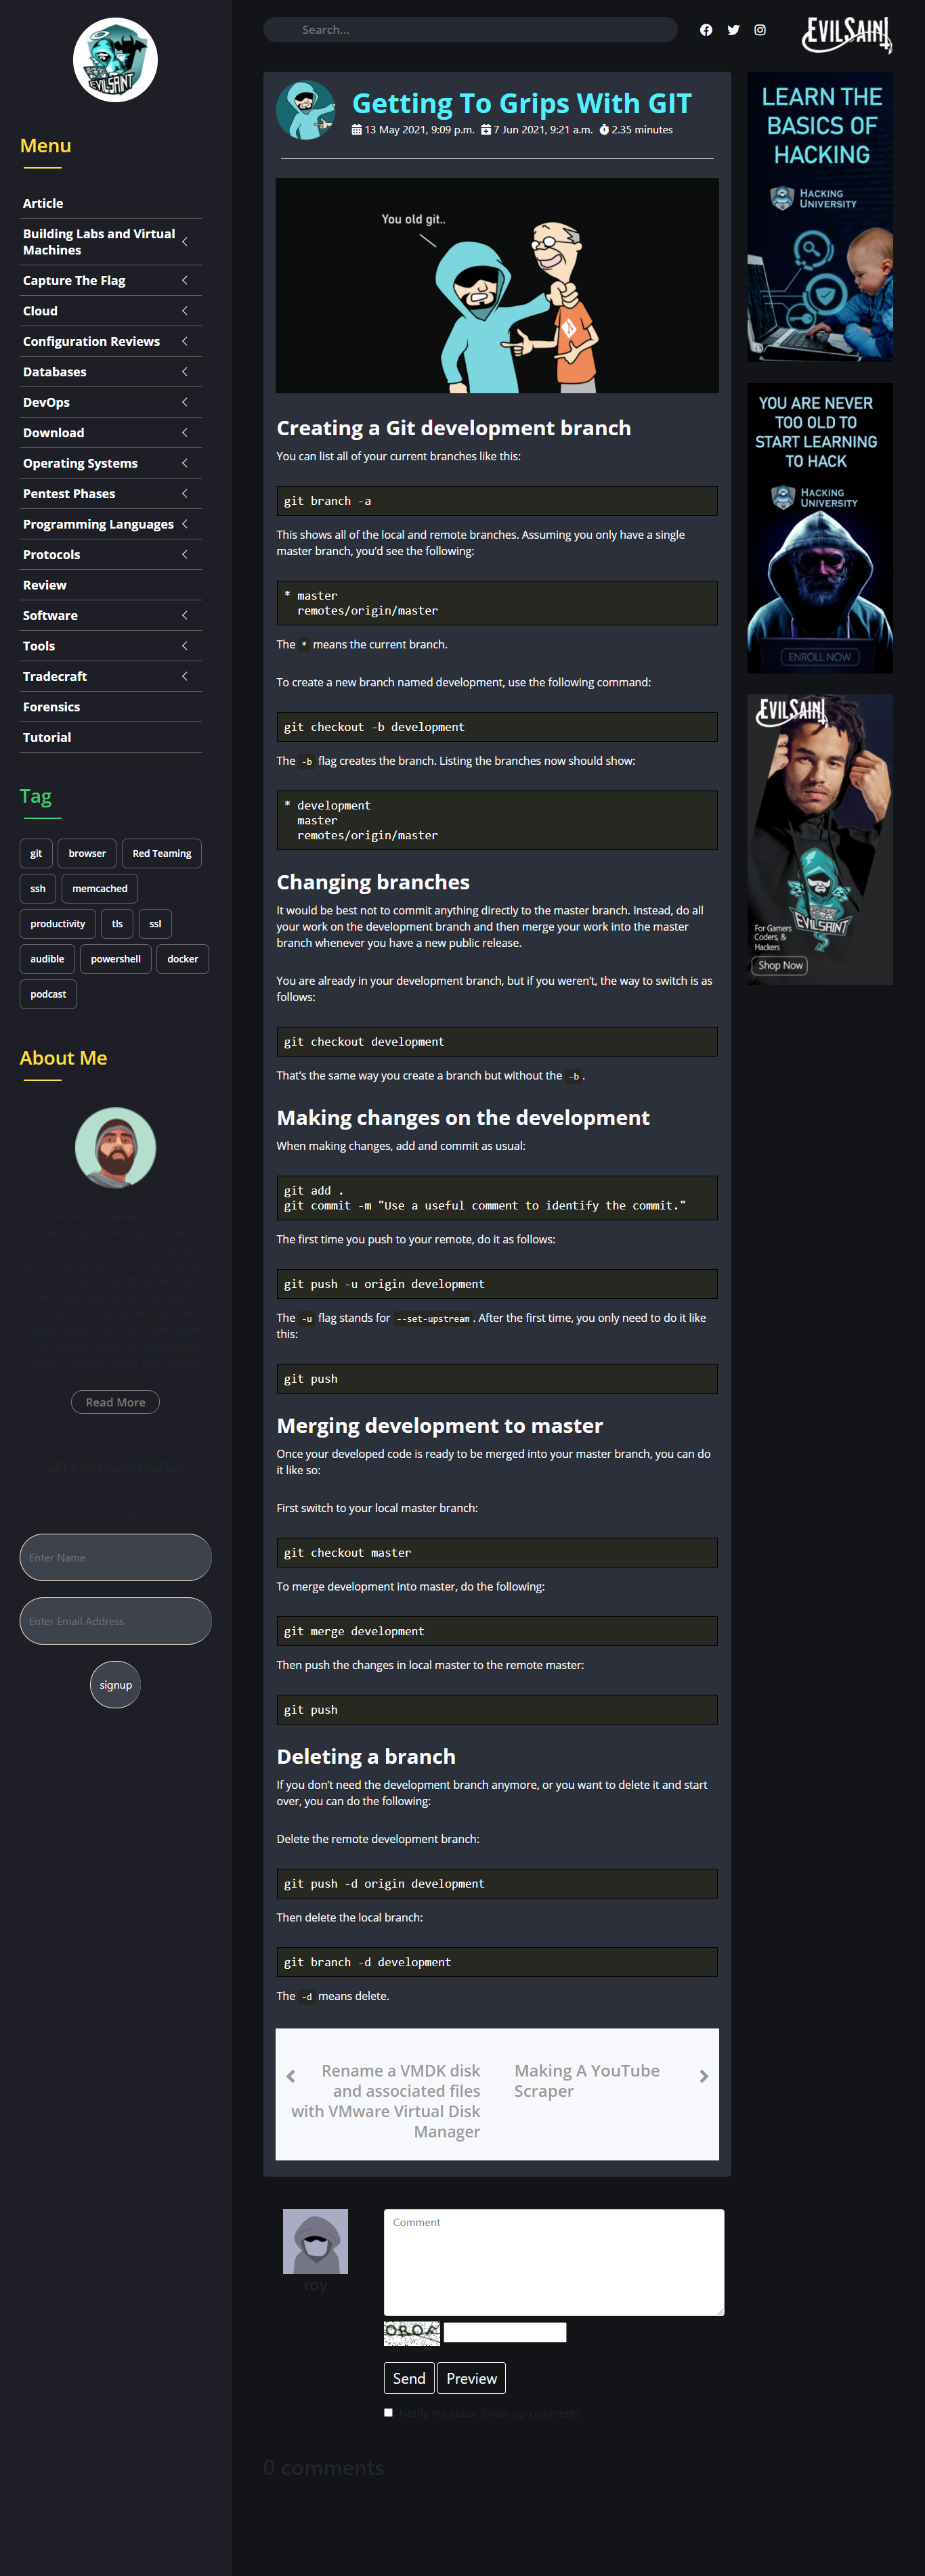 EVILSAINT
Menu
Article
Building Labs and Virtual
Machines
Capture The Flag
Cloud
Configuration Reviews
Databases
DevOps
Download
Operating Systems
Pentest Phases
Programming Languages
Protocols
Review
Software
Tools
Tradecraft
Forensics
Tutorial
Tag
git
browser
Red Teaming
ssh
memcached
productivity
tls
ssl
audible
powershell
docker
podcast
About Me
Read More
Enter Name
Enter Email Address
signup
Search...
EVILSAINT
Getting To Grips With GIT
13 May 2021, 9:09 p.m. 7 Jun 2021, 9:21 a.m. 2.35 minutes
You old git..
Creating a Git development branch
You can list all of your current branches like this:
git branch -a
This shows all of the local and remote branches. Assuming you only have a single
master branch, you’d see the following:
* master
remotes/origin/master
The * means the current branch.
To create a new branch named development, use the following command:
git checkout -b development
The -b flag creates the branch. Listing the branches now should show:
* development
master
remotes/origin/master
Changing branches
It would be best not to commit anything directly to the master branch. Instead, do all
your work on the development branch and then merge your work into the master
branch whenever you have a new public release.
You are already in your development branch, but if you weren’t, the way to switch is as
follows:
git checkout development
That’s the same way you create a branch but without the -b .
Making changes on the development
When making changes, add and commit as usual:
git add .
git commit -m "Use a useful comment to identify the commit."
The first time you push to your remote, do it as follows:
git push -u origin development
The -u flag stands for --set-upstream . After the first time, you only need to do it like
this:
git push
Merging development to master
Once your developed code is ready to be merged into your master branch, you can do
it like so:
First switch to your local master branch:
git checkout master
To merge development into master, do the following:
git merge development
Then push the changes in local master to the remote master:
git push
Deleting a branch
If you don’t need the development branch anymore, or you want to delete it and start
over, you can do the following:
Delete the remote development branch:
git push -d origin development
Then delete the local branch:
git branch -d development
The -d means delete.
Rename a VMDK disk
and associated files
with VMware Virtual Disk
Manager
Making A YouTube
Scraper
roy
Comment
Send
Preview
Notify me about follow-up comments
0 comments
LEARN THE
BASICS OF
HACKING
HACKING
UNIVERSITY
YOU ARE NEVER
TOO OLD TO
START LEARNING
TO HACK
HACKING
UNIVERSITY
ENROLL NOW
EVILSAINT
EVILSAINT
For Gamers
Coders, &
Hackers
Shop Now